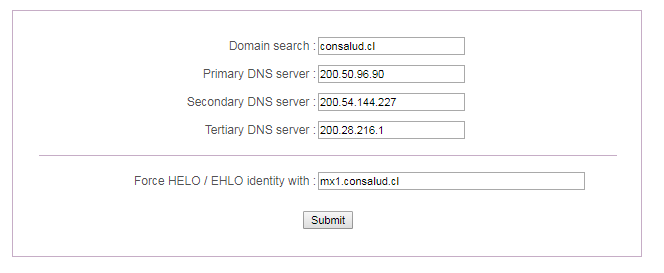 Domain search : consalud.cl
Primary DNS server : 200.50.96.90
Secondary DNS server : 200.54.144.227
Tertiary DNS server : 200.28.216.1
Force HELO / EHLO identity with : mx1.consalud.cl
Submit